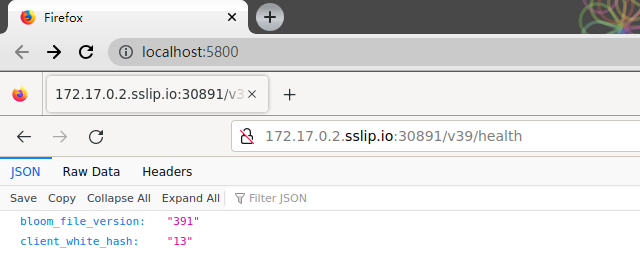 Firefox
localhost:5800
172.17.0.2.sslip.io:30891/v3
172.17.0.2.sslip.io:30891/v39/health
JSON Raw Data Headers
Save Copy Collapse All Expand All Filter JSON
bloom_file_version: "391"
client_white_hash: "13"